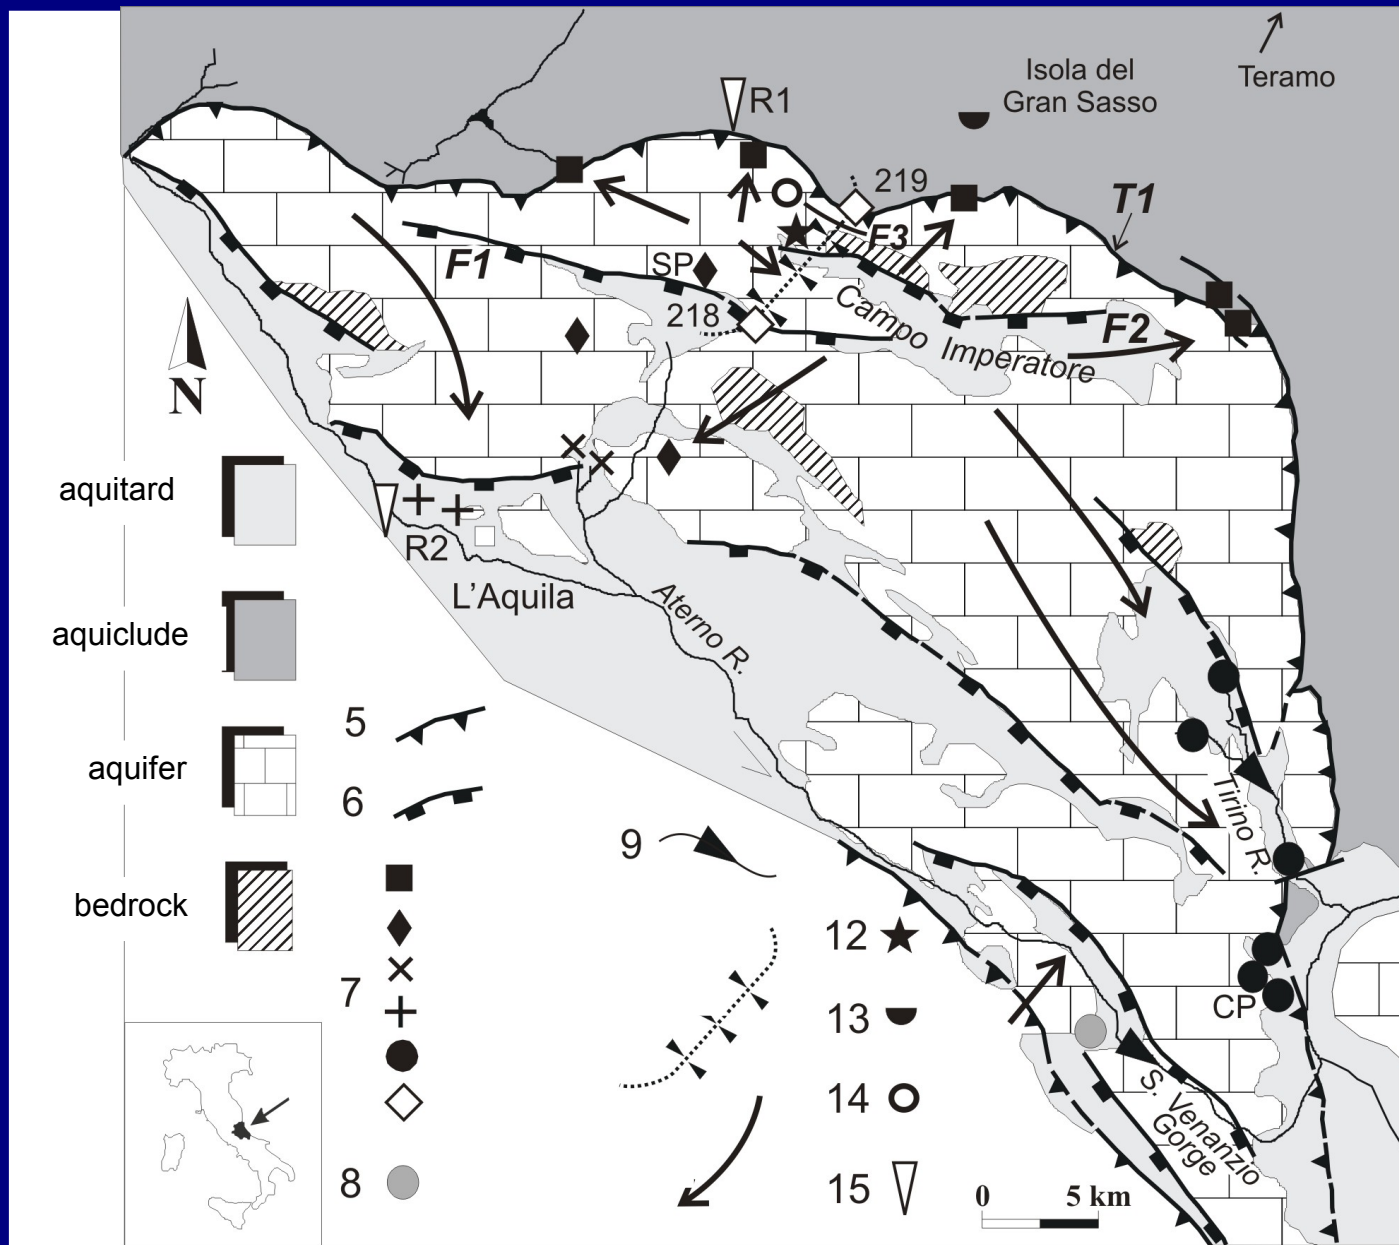 Teramo
Isola del
Gran Sasso
R1
219
T1
F3
F1
SP
218
Campo Imperatore
F2
N
aquitard
R2
L'Aquila
Aterno R.
aquiclude
5
aquifer
6
Tirino R.
9
bedrock
7
12
13
CP
14
S. Venanzio
Gorge
8
15
0 5 km